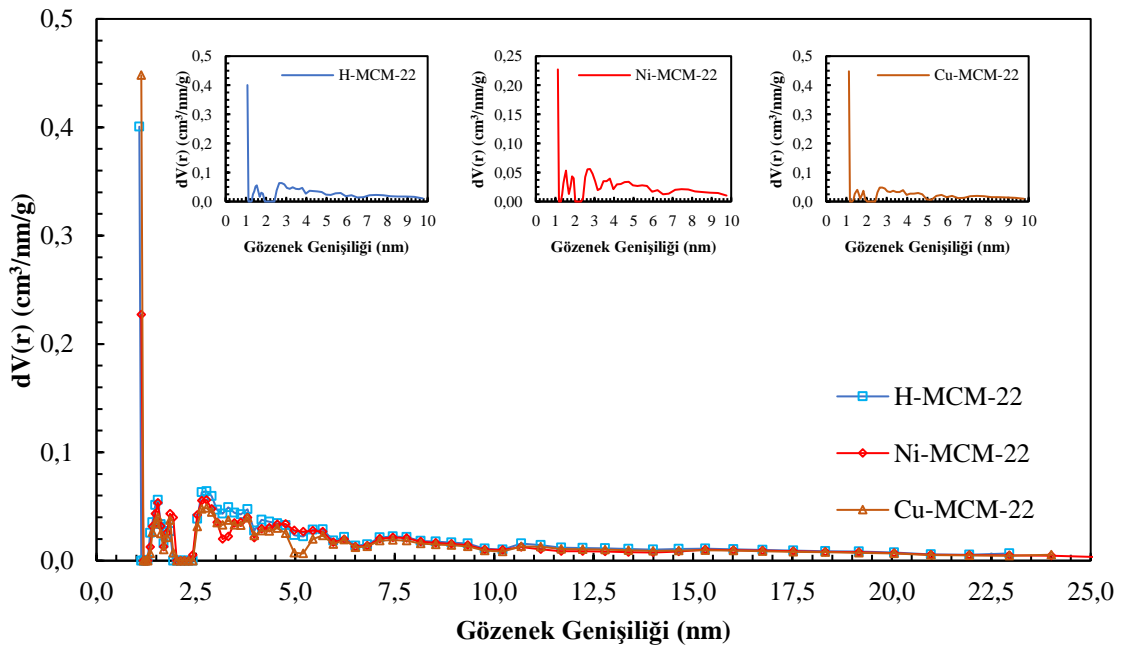 dV(r) (cm³/nm/g)
0,5
0,4
0,3
0,2
0,1
0,0
0,0 2,5 5,0 7,5 10,0 12,5 15,0 17,5 20,0 22,5 25,0
Gözenek Genişiliği (nm)
H-MCM-22
Ni-MCM-22
Cu-MCM-22
dV(r) (cm³/nm/g)
0,5
0,4
0,3
0,2
0,1
0,0
H-MCM-22
0 1 2 3 4 5 6 7 8 9 10
Gözenek Genişiliği (nm)
dV(r) (cm³/nm/g)
0,25
0,20
0,15
0,10
0,05
0,00
Ni-MCM-22
0 1 2 3 4 5 6 7 8 9 10
Gözenek Genişiliği (nm)
dV(r) (cm³/nm/g)
0,5
0,4
0,3
0,2
0,1
0,0
Cu-MCM-22
0 1 2 3 4 5 6 7 8 9 10
Gözenek Genişiliği (nm)